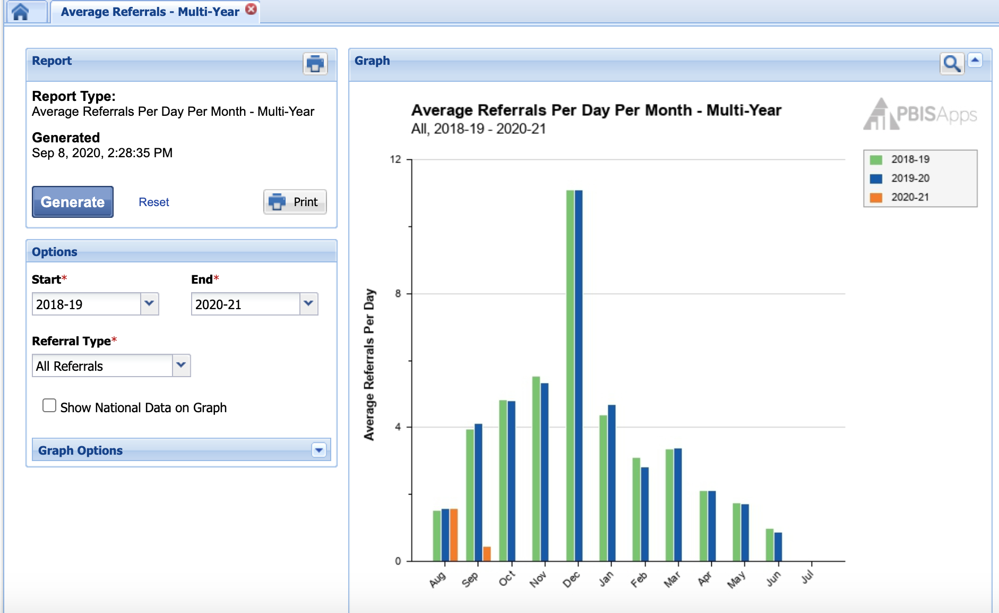 Average Referrals - Multi-Year
Report
Report Type:
Average Referrals Per Day Per Month - Multi-Year
Generated
Sep 8, 2020, 2:28:35 PM
Generate
Reset
Print
Options
Start*
End*
2018-19
2020-21
Referral Type*
All Referrals
Show National Data on Graph
Graph Options
Graph
Average Referrals Per Day Per Month - Multi-Year
All, 2018-19 - 2020-21
PBISApps
2018-19
2019-20
2020-21
Average Referrals Per Day
12
8
4
0
Aug
Sep
Oct
Nov
Dec
Jan
Feb
Mar
Apr
May
Jun
Jul